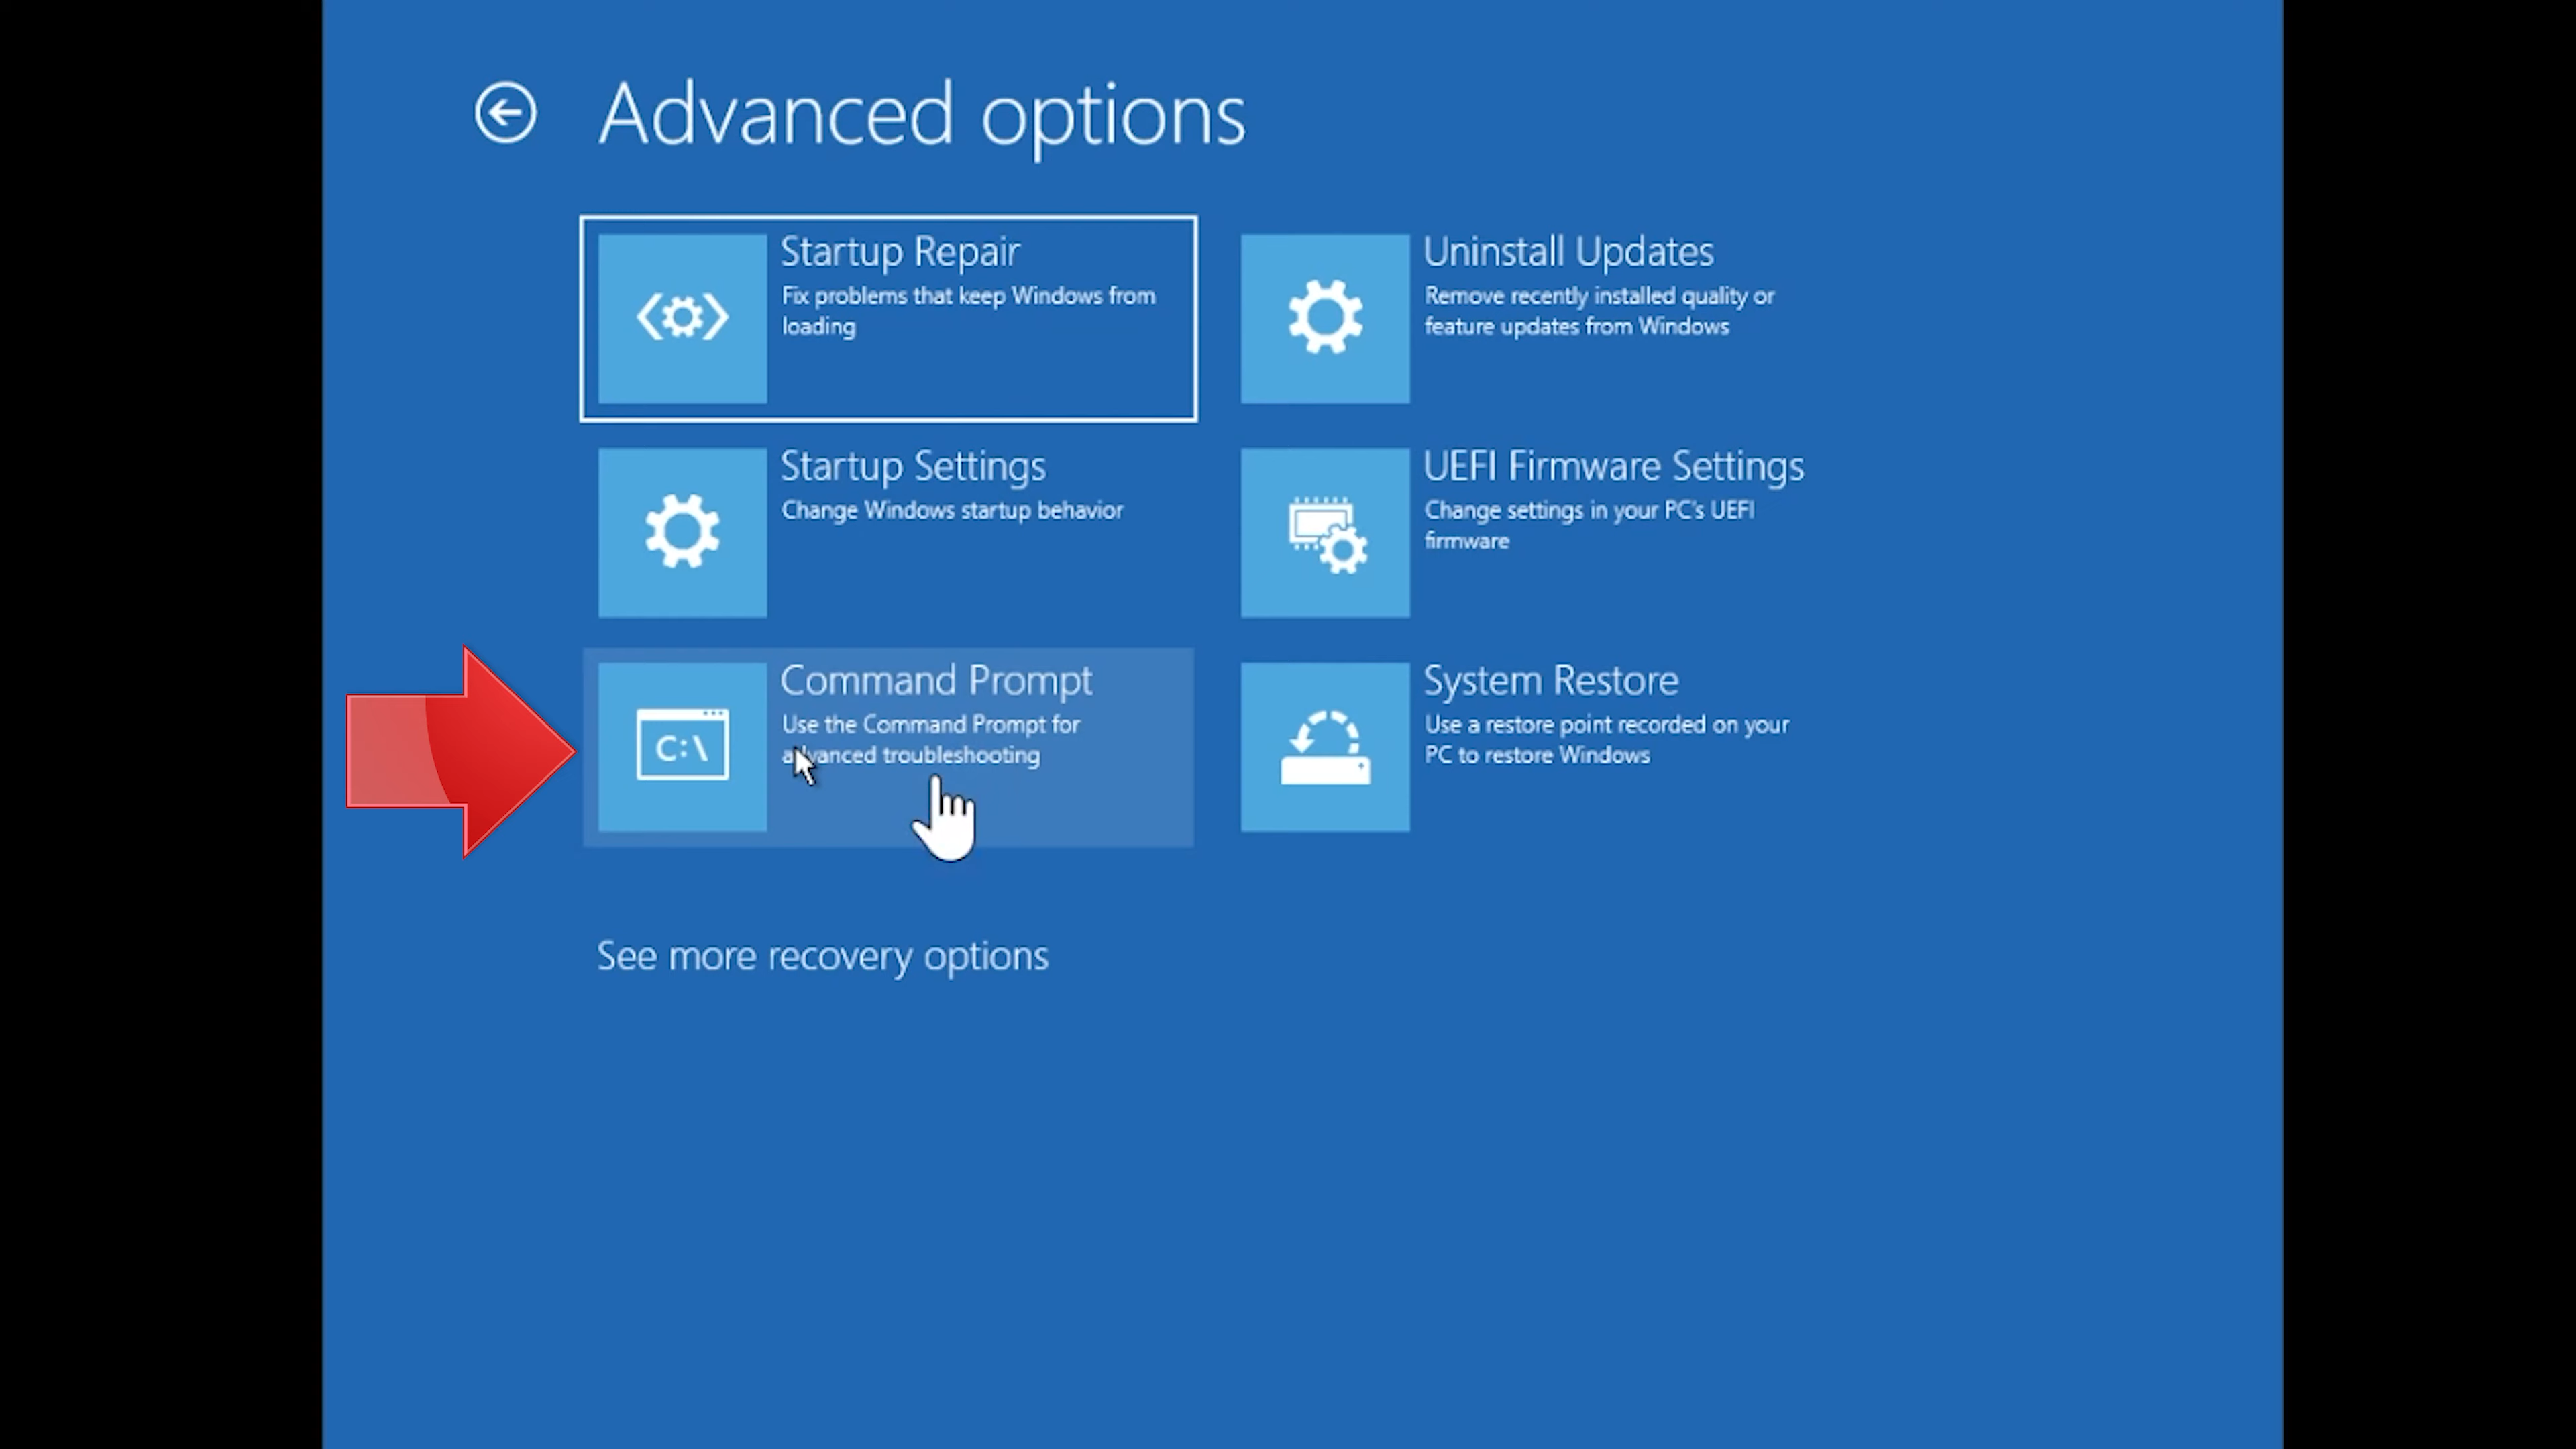 Advanced options
Startup Repair
Fix problems that keep Windows from
loading
Uninstall Updates
Remove recently installed quality or
feature updates from Windows
Startup Settings
Change Windows startup behavior
UEFI Firmware Settings
Change settings in your PC's UEFI
firmware
Command Prompt
Use the Command Prompt for
advanced troubleshooting
C:\
System Restore
Use a restore point recorded on your
PC to restore Windows
See more recovery options